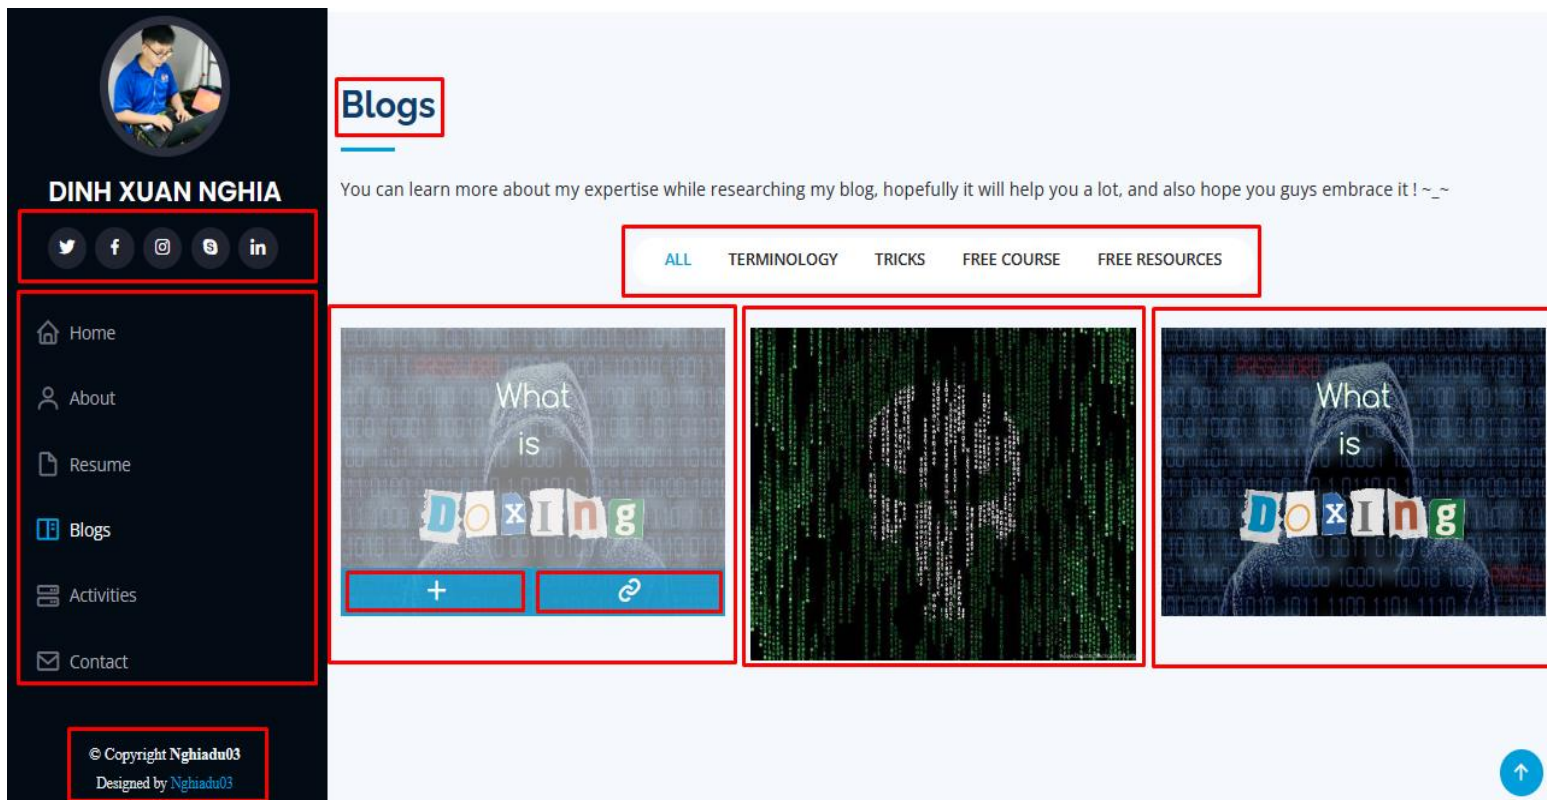 DINH XUAN NGHIA
Home
About
Resume
Blogs
Activities
Contact
© Copyright Nghiadu03
Designed by Nghiadu03
Blogs
You can learn more about my expertise while researching my blog, hopefully it will help you a lot, and also hope you guys embrace it ! ~_~
ALL TERMINOLOGY TRICKS FREE COURSE FREE RESOURCES
What
is
DOxIng
What
is
DOxIng